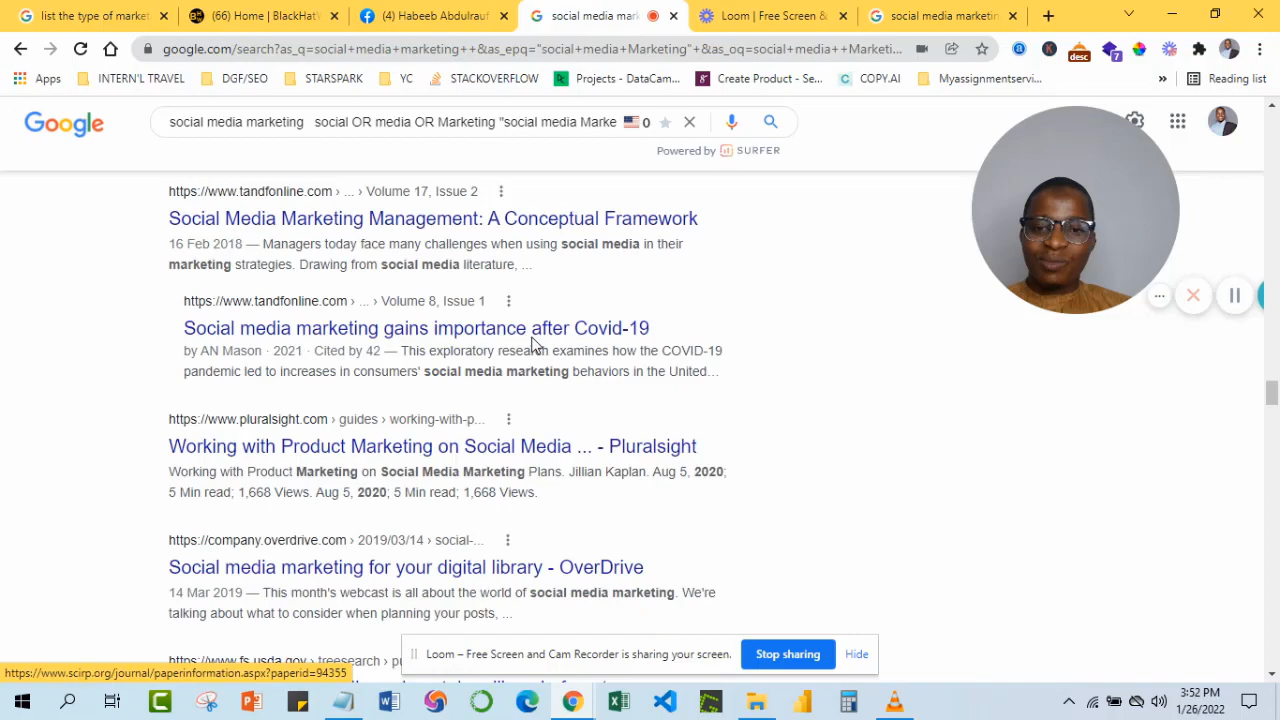 list the type of market
(66) Home | BlackHatY
(4) Habeeb Abdulrauf
social media mark
Loom | Free Screen &
social media marketin
google.com/search?as_q=social+media+marketing++&as_epq="social+media+Marketing"+&as_oq=social+media++Marketi...
desc
7
Apps
INTERN'L TRAVEL
DGF/SEO
STARSPARK
YC
STACKOVERFLOW
Projects - DataCam...
Create Product - Se...
COPY.AI
Myassignmentservi...
»
Reading list
Google
social media marketing social OR media OR Marketing "social media Marke
0
Powered by SURFER
https://www.tandfonline.com › ... › Volume 17, Issue 2
Social Media Marketing Management: A Conceptual Framework
16 Feb 2018 — Managers today face many challenges when using social media in their
marketing strategies. Drawing from social media literature, ...
https://www.tandfonline.com › ... › Volume 8, Issue 1
Social media marketing gains importance after Covid-19
by AN Mason · 2021 · Cited by 42 — This exploratory research examines how the COVID-19
pandemic led to increases in consumers' social media marketing behaviors in the United...
https://www.pluralsight.com › guides › working-with-p...
Working with Product Marketing on Social Media ... - Pluralsight
Working with Product Marketing on Social Media Marketing Plans. Jillian Kaplan. Aug 5, 2020;
5 Min read; 1,668 Views. Aug 5, 2020; 5 Min read; 1,668 Views.
https://company.overdrive.com › 2019/03/14 › social-...
Social media marketing for your digital library - OverDrive
14 Mar 2019 — This month's webcast is all about the world of social media marketing. We're
talking about what to consider when planning your posts, ...
Loom – Free Screen and Cam Recorder is sharing your screen.
Stop sharing
Hide
https://www.fs.usda.gov › treesearch ›
https://www.scirp.org/journal/paperinformation.aspx?paperid=94355
3:52 PM
1/26/2022